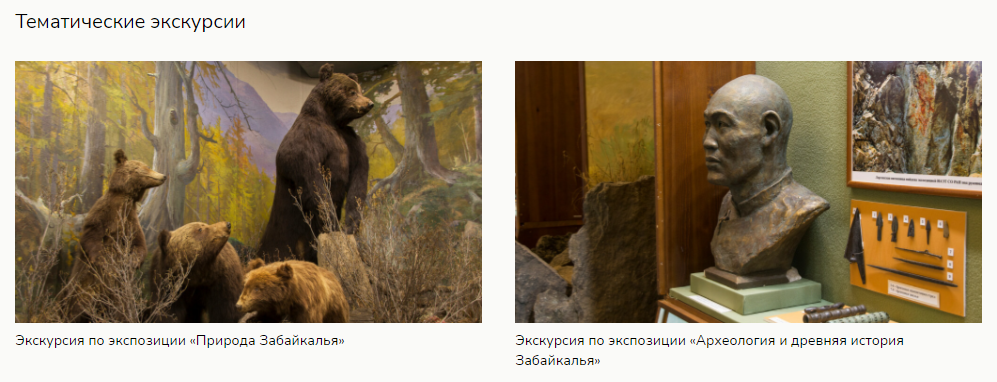 Тематические экскурсии
Экскурсия по экспозиции «Природа Забайкалья»
Экскурсия по экспозиции «Археология и древняя история
Забайкалья»